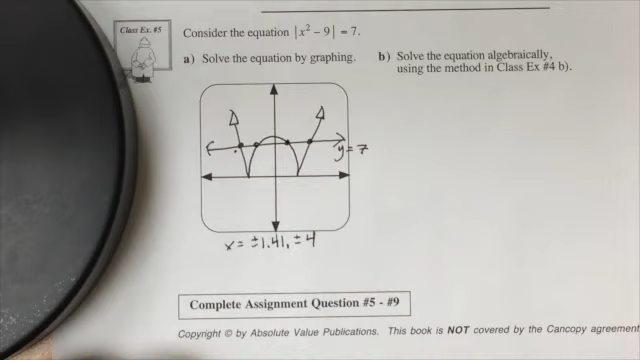 Class Ex. #5
Consider the equation |x² − 9| = 7.
a) Solve the equation by graphing.
b) Solve the equation algebraically,
using the method in Class Ex #4 b).
y = 7
x = ±1.41, ±4
Complete Assignment Question #5 - #9
Copyright © by Absolute Value Publications. This book is NOT covered by the Cancopy agreement